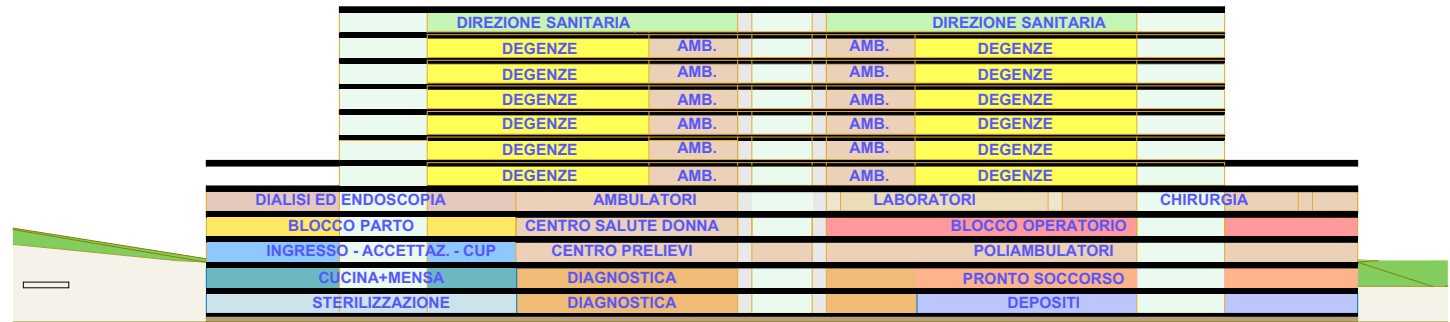 DIREZIONE SANITARIA DIREZIONE SANITARIA
DEGENZE AMB. AMB. DEGENZE
DEGENZE AMB. AMB. DEGENZE
DEGENZE AMB. AMB. DEGENZE
DEGENZE AMB. AMB. DEGENZE
DEGENZE AMB. AMB. DEGENZE
DEGENZE AMB. AMB. DEGENZE
DIALISI ED ENDOSCOPIA AMBULATORI LABORATORI CHIRURGIA
BLOCCO PARTO CENTRO SALUTE DONNA BLOCCO OPERATORIO
INGRESSO - ACCETTAZ. - CUP CENTRO PRELIEVI POLIAMBULATORI
CUCINA+MENSA DIAGNOSTICA PRONTO SOCCORSO
STERILIZZAZIONE DIAGNOSTICA DEPOSITI